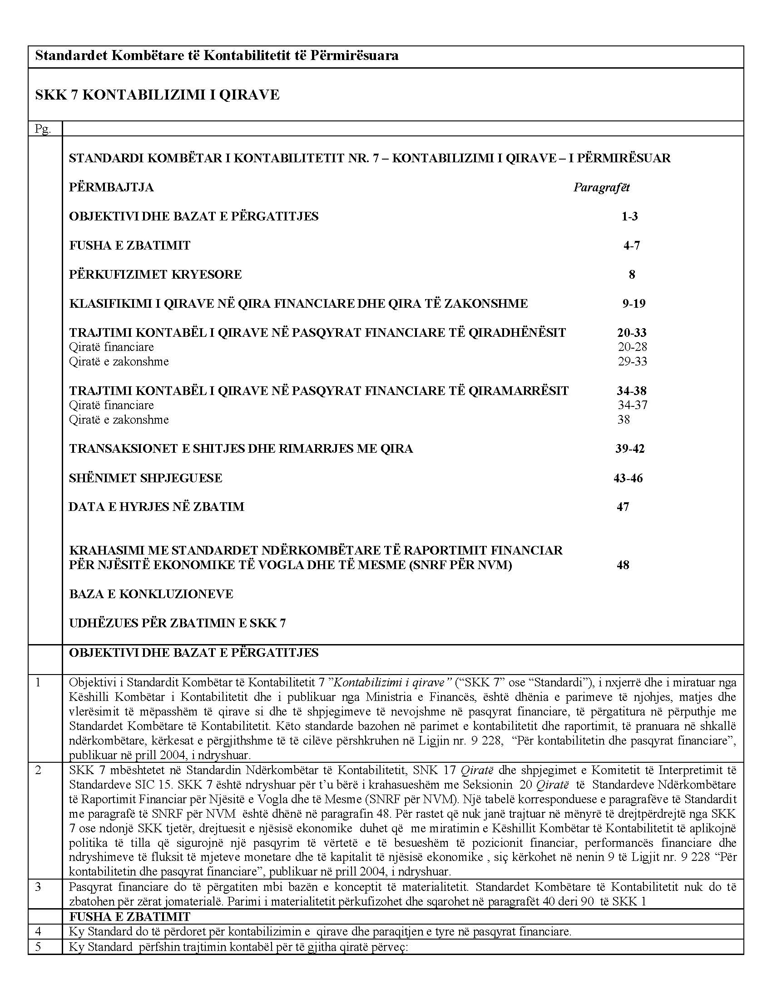 Standardet Kombëtare të Kontabilitetit të Përmirësuara
SKK 7 KONTABILIZIMI I QIRAVE
Pg.
STANDARDI KOMBËTAR I KONTABILITETIT NR. 7 – KONTABILIZIMI I QIRAVE – I PËRMIRËSUAR
PËRMBAJTJA Paragrafët
OBJEKTIVI DHE BAZAT E PËRGATITJES 1-3
FUSHA E ZBATIMIT 4-7
PËRKUFIZIMET KRYESORE 8
KLASIFIKIMI I QIRAVE NË QIRA FINANCIARE DHE QIRA TË ZAKONSHME 9-19
TRAJTIMI KONTABËL I QIRAVE NË PASQYRAT FINANCIARE TË QIRADHËNËSIT 20-33
Qiratë financiare 20-28
Qiratë e zakonshme 29-33
TRAJTIMI KONTABËL I QIRAVE NË PASQYRAT FINANCIARE TË QIRAMARRËSIT 34-38
Qiratë financiare 34-37
Qiratë e zakonshme 38
TRANSAKSIONET E SHITJES DHE RIMARRJES ME QIRA 39-42
SHËNIMET SHPJEGUESE 43-46
DATA E HYRJES NË ZBATIM 47
KRAHASIMI ME STANDARDET NDËRKOMBËTARE TË RAPORTIMIT FINANCIAR
PËR NJËSITË EKONOMIKE TË VOGLA DHE TË MESME (SNRF PËR NVM) 48
BAZA E KONKLUZIONEVE
UDHËZUES PËR ZBATIMIN E SKK 7
OBJEKTIVI DHE BAZAT E PËRGATITJES
1 Objektivi i Standardit Kombëtar të Kontabilitetit 7 ”Kontabilizimi i qirave” (“SKK 7” ose “Standardi”), i nxjerrë dhe i miratuar nga
Këshilli Kombëtar i Kontabilitetit dhe i publikuar nga Ministria e Financës, është dhënia e parimeve të njohjes, matjes dhe
vlerësimit të mëpasshëm të qirave si dhe të shpjegimeve të nevojshme në pasqyrat financiare, të përgatitura në përputhje me
Standardet Kombëtare të Kontabilitetit. Këto standarde bazohen në parimet e kontabilitetit dhe raportimit, të pranuara në shkallë
ndërkombëtare, kërkesat e përgjithshme të të cilëve përshkruhen në Ligjin nr. 9 228, “Për kontabilitetin dhe pasqyrat financiare”,
publikuar në prill 2004, i ndryshuar.
2 SKK 7 mbështetet në Standardin Ndërkombëtar të Kontabilitetit, SNK 17 Qiratë dhe shpjegimet e Komitetit të Interpretimit të
Standardeve SIC 15. SKK 7 është ndryshuar për t’u bërë i krahasueshëm me Seksionin 20 Qiratë të Standardeve Ndërkombëtare
të Raportimit Financiar për Njësitë e Vogla dhe të Mesme (SNRF për NVM). Një tabelë korresponduese e paragrafëve të Standardit
me paragrafë të SNRF për NVM është dhënë në paragrafin 48. Për rastet që nuk janë trajtuar në mënyrë të drejtpërdrejtë nga SKK
7 ose ndonjë SKK tjetër, drejtuesit e njësisë ekonomike duhet që me miratimin e Këshillit Kombëtar të Kontabilitetit të aplikojnë
politika të tilla që sigurojnë një pasqyrim të vërtetë e të besueshëm të pozicionit financiar, performancës financiare dhe
ndryshimeve të fluksit të mjeteve monetare dhe të kapitalit të njësisë ekonomike , siç kërkohet në nenin 9 të Ligjit nr. 9 228 “Për
kontabilitetin dhe pasqyrat financiare”, publikuar në prill 2004, i ndryshuar.
3 Pasqyrat financiare do të përgatiten mbi bazën e konceptit të materialitetit. Standardet Kombëtare të Kontabilitetit nuk do të
zbatohen për zërat jomaterialë. Parimi i materialitetit përkufizohet dhe sqarohet në paragrafët 40 deri 90 të SKK 1
FUSHA E ZBATIMIT
4 Ky Standard do të përdoret për kontabilizimin e qirave dhe paraqitjen e tyre në pasqyrat financiare.
5 Ky Standard përfshin trajtimin kontabël për të gjitha qiratë përveç: